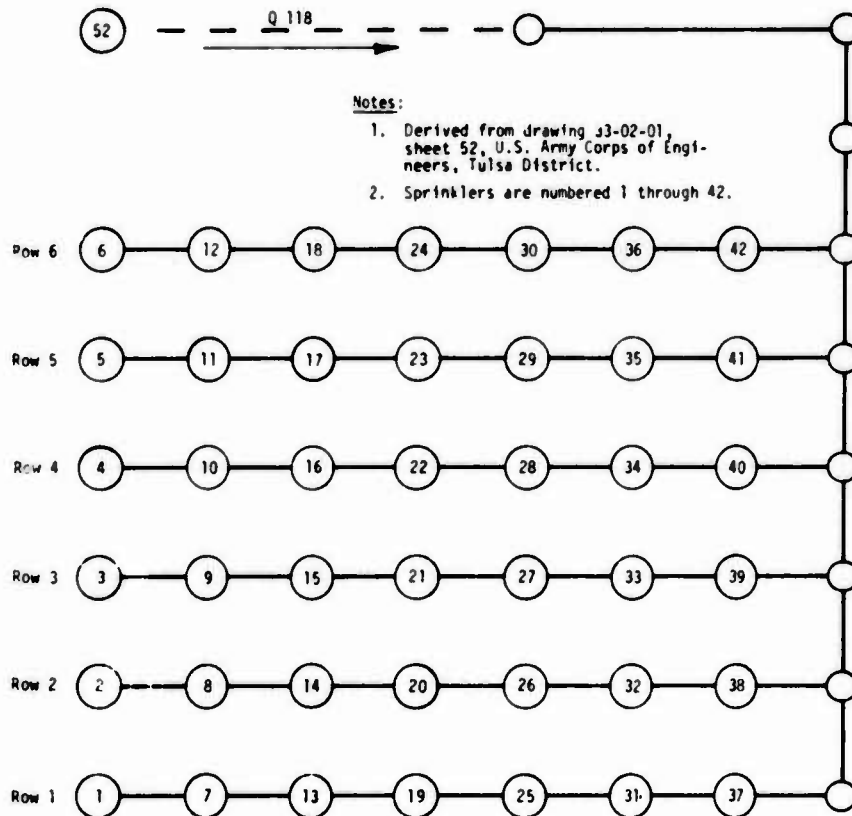 52 Q 118
Notes:
1. Derived from drawing 33-02-01,
sheet 52, U.S. Army Corps of Engi-
neers, Tulsa District.
2. Sprinklers are numbered 1 through 42.
Row 6 6 12 18 24 30 36 42
Row 5 5 11 17 23 29 35 41
Row 4 4 10 16 22 28 34 40
Row 3 3 9 15 21 27 33 39
Row 2 2 8 14 20 26 32 38
Row 1 1 7 13 19 25 31 37